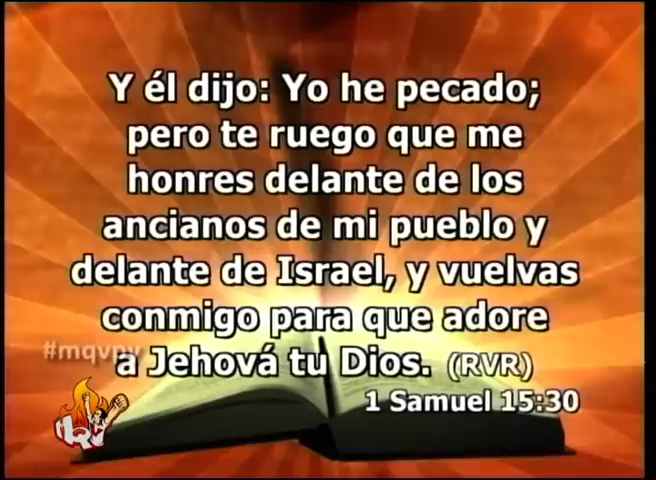 Y él dijo: Yo he pecado;
pero te ruego que me
honres delante de los
ancianos de mi pueblo y
delante de Israel, y vuelvas
conmigo para que adore
a Jehová tu Dios. (RVR)
1 Samuel 15:30
#mqvpv